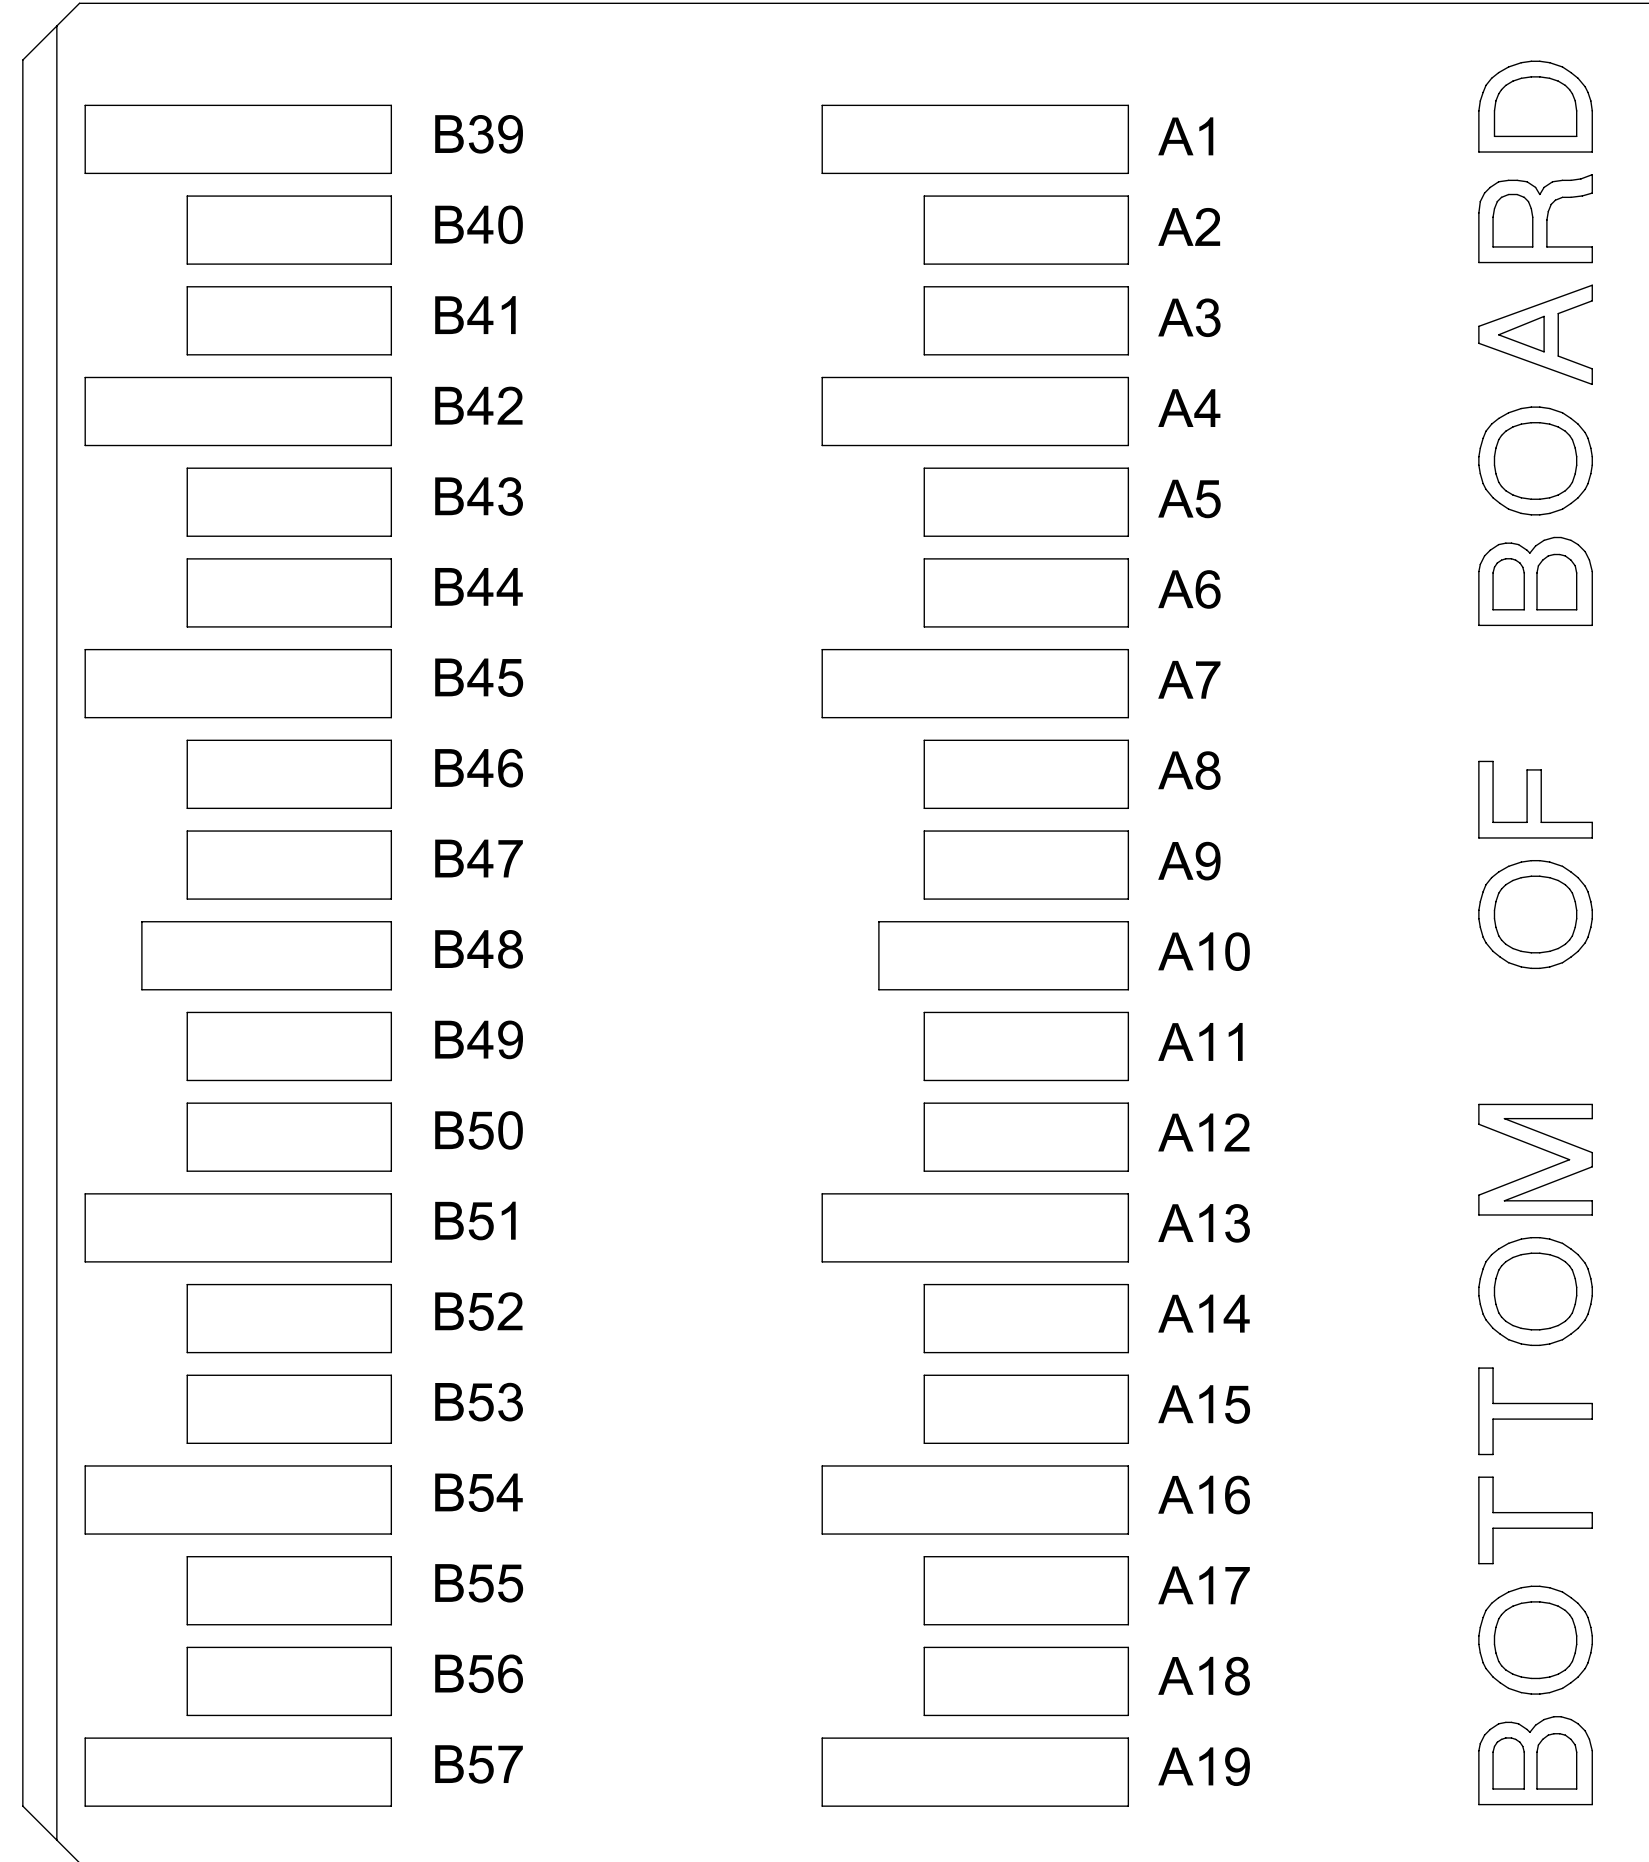 B39 A1
B40 A2
B41 A3
B42 A4
B43 A5
B44 A6
B45 A7
B46 A8
B47 A9
B48 A10
B49 A11
B50 A12
B51 A13
B52 A14
B53 A15
B54 A16
B55 A17
B56 A18
B57 A19
BOTTOM OF BOARD